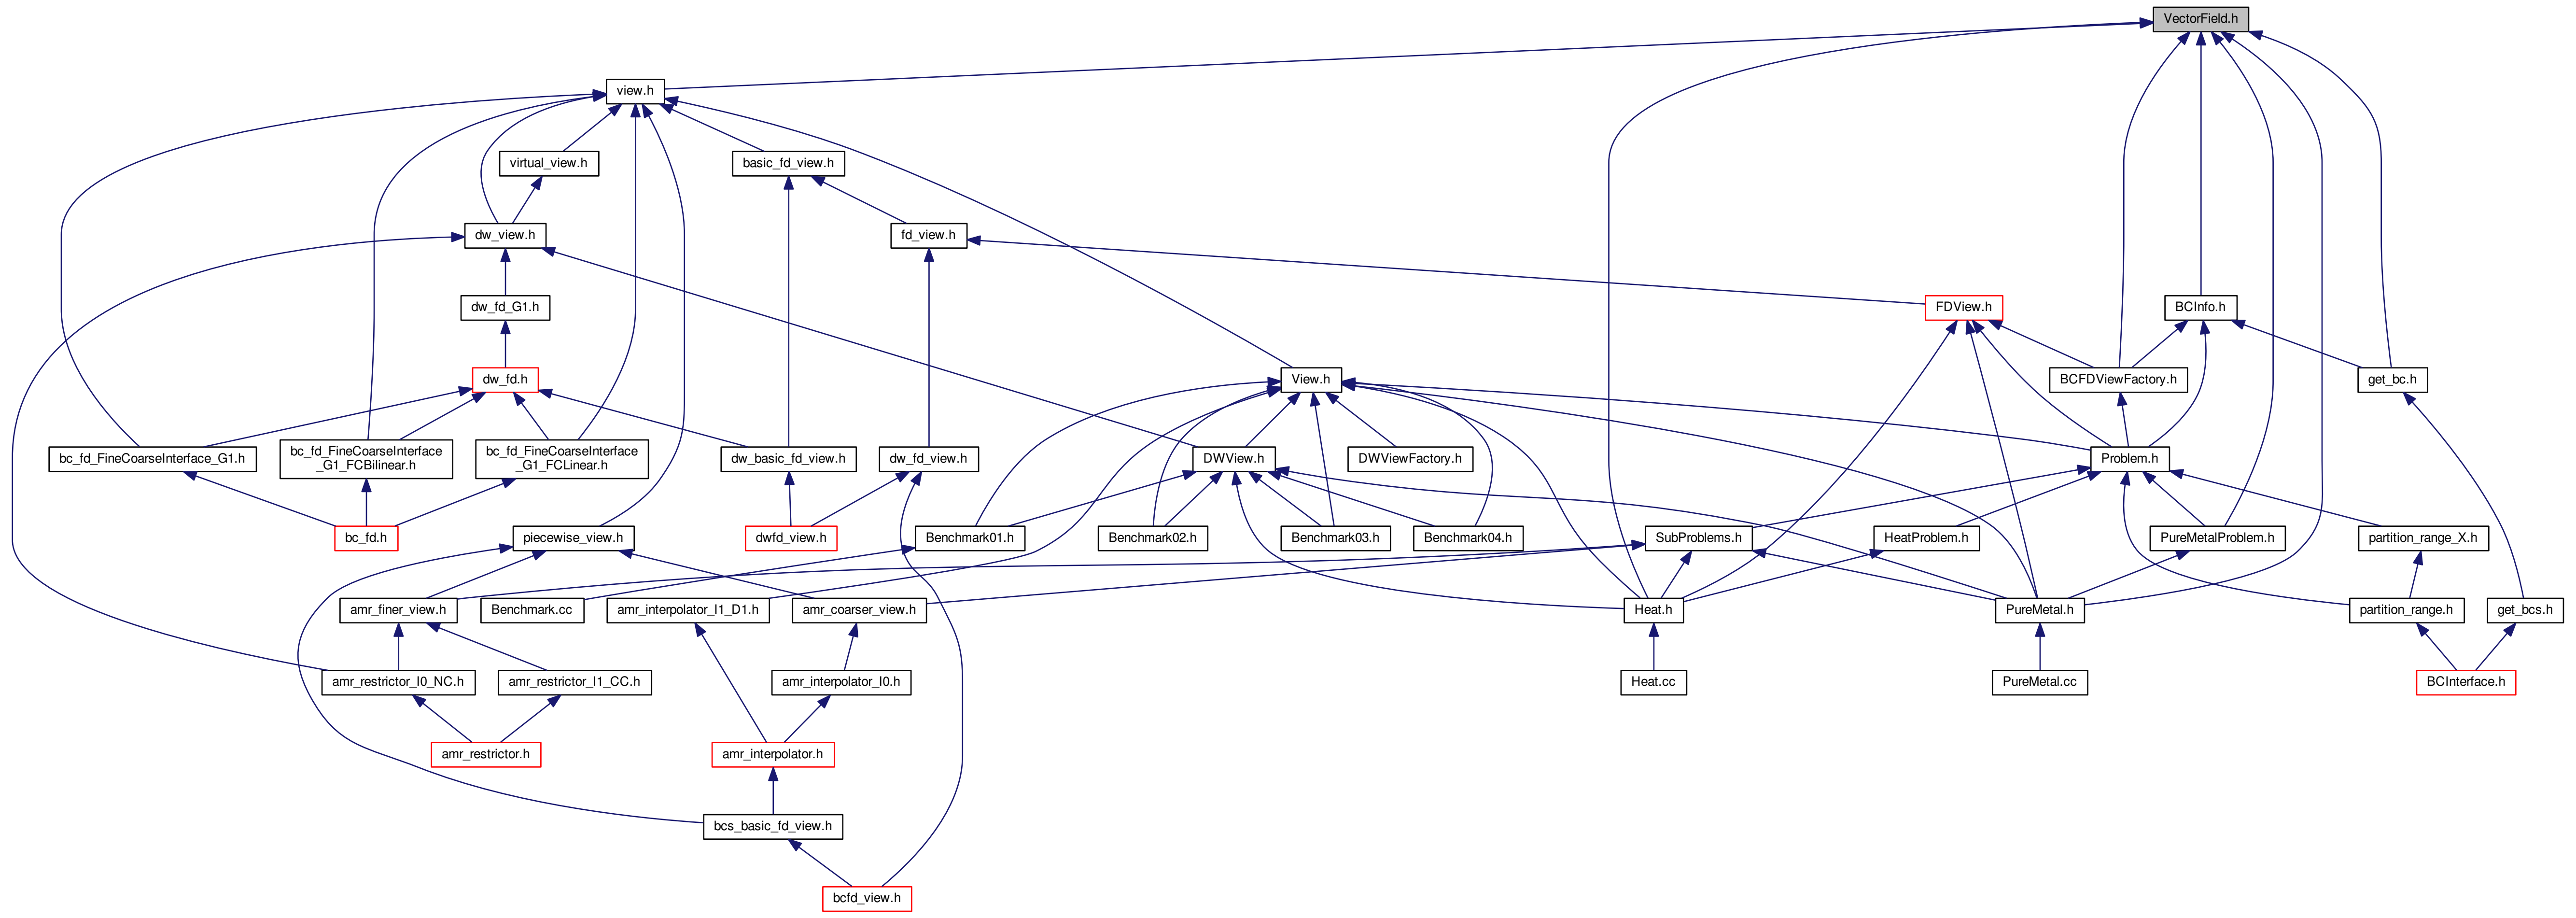 VectorField.h
view.h
virtual_view.h
basic_fd_view.h
dw_view.h
fd_view.h
dw_fd_G1.h
FDView.h
BCInfo.h
dw_fd.h
View.h
BCFDViewFactory.h
get_bc.h
bc_fd_FineCoarseInterface_G1.h
bc_fd_FineCoarseInterface
_G1_FCBilinear.h
bc_fd_FineCoarseInterface
_G1_FCLinear.h
dw_basic_fd_view.h
dw_fd_view.h
DWView.h
DWViewFactory.h
Problem.h
bc_fd.h
piecewise_view.h
dwfd_view.h
Benchmark01.h
Benchmark02.h
Benchmark03.h
Benchmark04.h
SubProblems.h
HeatProblem.h
PureMetalProblem.h
partition_range_X.h
amr_finer_view.h
Benchmark.cc
amr_interpolator_I1_D1.h
amr_coarser_view.h
Heat.h
PureMetal.h
partition_range.h
get_bcs.h
amr_restrictor_I0_NC.h
amr_restrictor_I1_CC.h
amr_interpolator_I0.h
Heat.cc
PureMetal.cc
BCInterface.h
amr_restrictor.h
amr_interpolator.h
bcs_basic_fd_view.h
bcfd_view.h